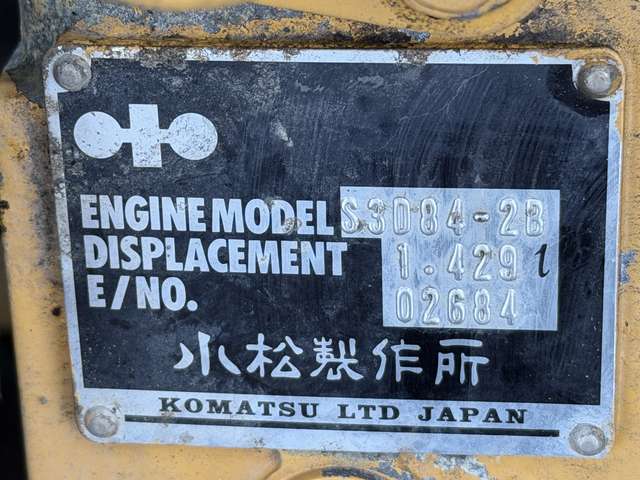 ENGINE MODEL S3D84-2B
DISPLACEMENT 1.429 l
E/NO. 02684
小松製作所
KOMATSU LTD JAPAN